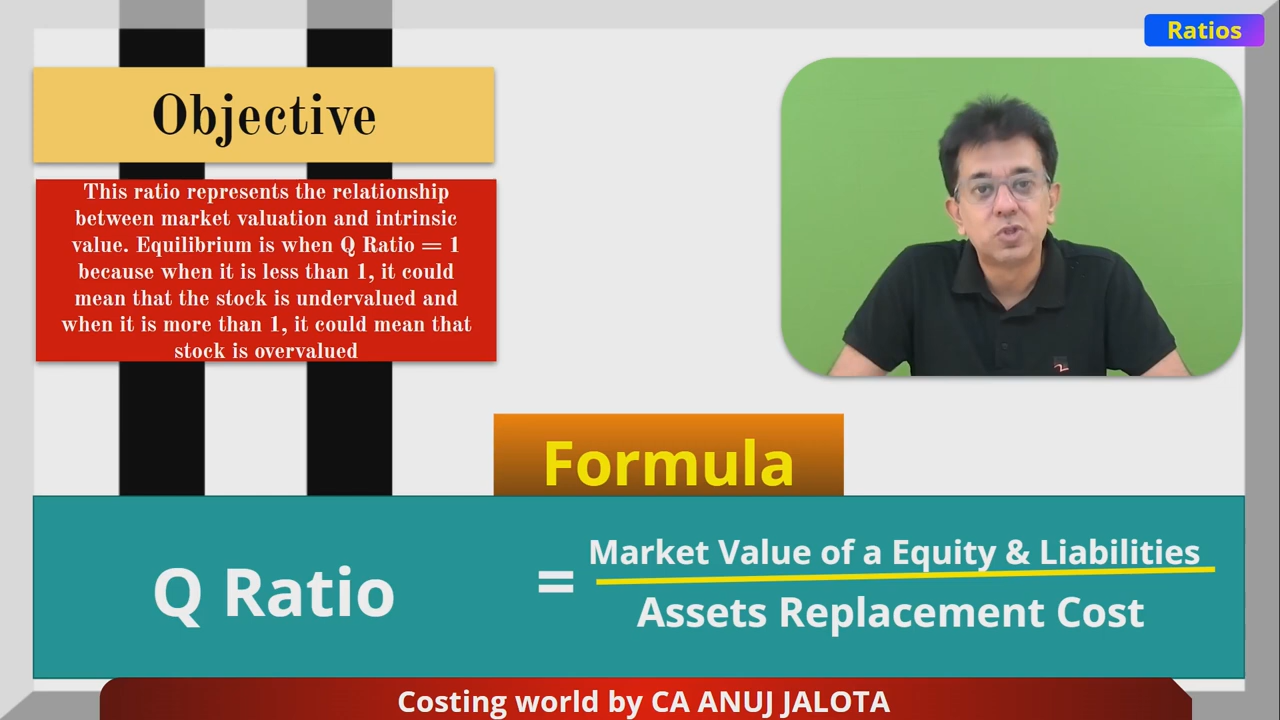 Ratios
Objective
This ratio represents the relationship
between market valuation and intrinsic
value. Equilibrium is when Q Ratio = 1
because when it is less than 1, it could
mean that the stock is undervalued and
when it is more than 1, it could mean that
stock is overvalued
Formula
Q Ratio
=
Market Value of a Equity & Liabilities
Assets Replacement Cost
Costing world by CA ANUJ JALOTA